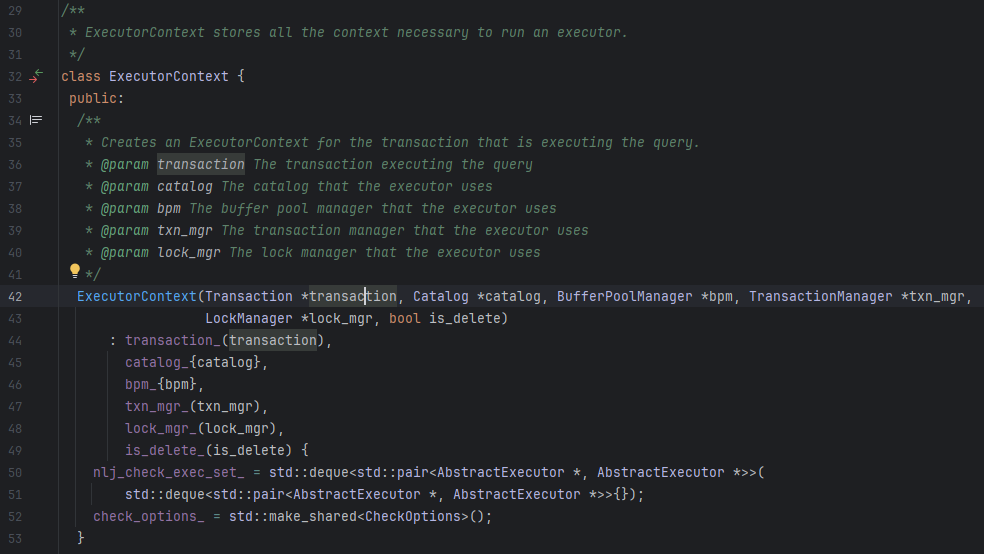 29 /**
30  * ExecutorContext stores all the context necessary to run an executor.
31  */
32 class ExecutorContext {
33  public:
34   /**
35    * Creates an ExecutorContext for the transaction that is executing the query.
36    * @param transaction The transaction executing the query
37    * @param catalog The catalog that the executor uses
38    * @param bpm The buffer pool manager that the executor uses
39    * @param txn_mgr The transaction manager that the executor uses
40    * @param lock_mgr The lock manager that the executor uses
41    */
42   ExecutorContext(Transaction *transaction, Catalog *catalog, BufferPoolManager *bpm, TransactionManager *txn_mgr,
43                   LockManager *lock_mgr, bool is_delete)
44       : transaction_(transaction),
45         catalog_{catalog},
46         bpm_{bpm},
47         txn_mgr_(txn_mgr),
48         lock_mgr_(lock_mgr),
49         is_delete_(is_delete) {
50     nlj_check_exec_set_ = std::deque<std::pair<AbstractExecutor *, AbstractExecutor *>>(
51         std::deque<std::pair<AbstractExecutor *, AbstractExecutor *>>{});
52     check_options_ = std::make_shared<CheckOptions>();
53   }